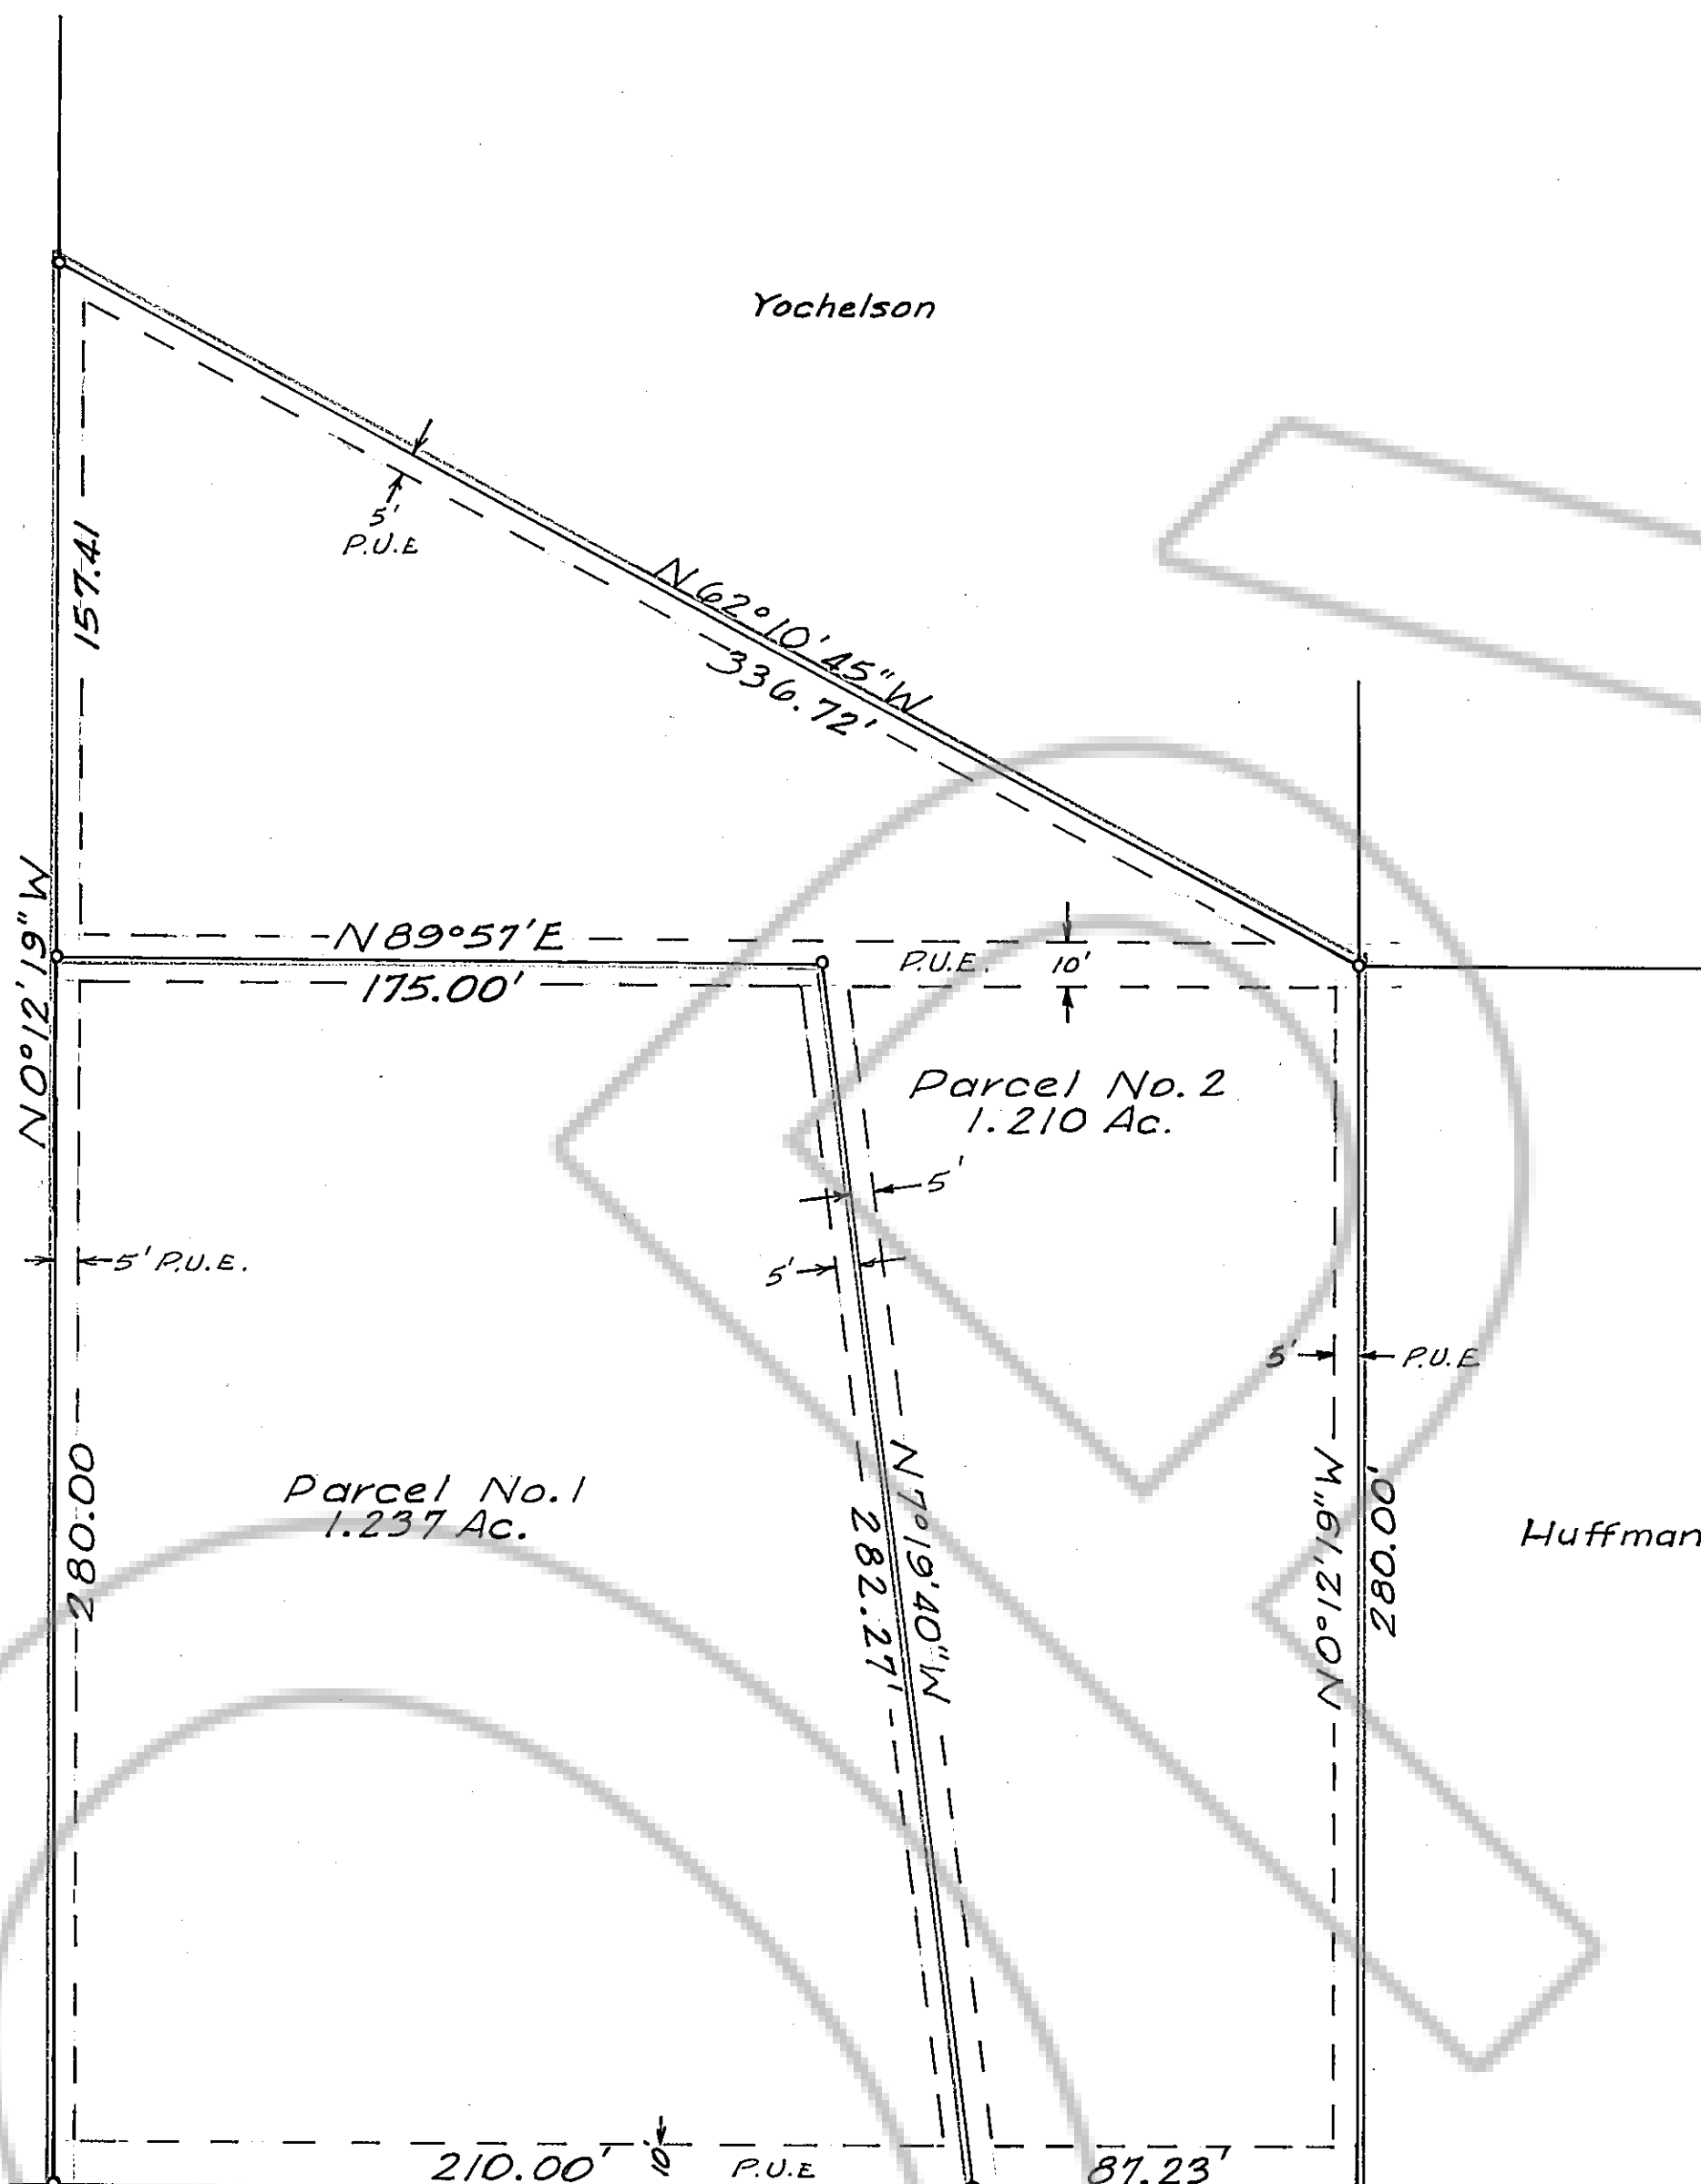 Yochelson
157.41
5'
P.U.E
N62°10'45"W
336.72'
N0°12'19"W
N89°57'E
175.00'
P.U.E.
10'
Parcel No. 2
1.210 Ac.
5'
5'
5' P.U.E.
5'
P.U.E
Parcel No. 1
1.237 Ac.
280.00
N7°19'40"W
282.27'
N0°12'19"W
280.00'
Huffman
210.00'
10'
P.U.E
87.23'